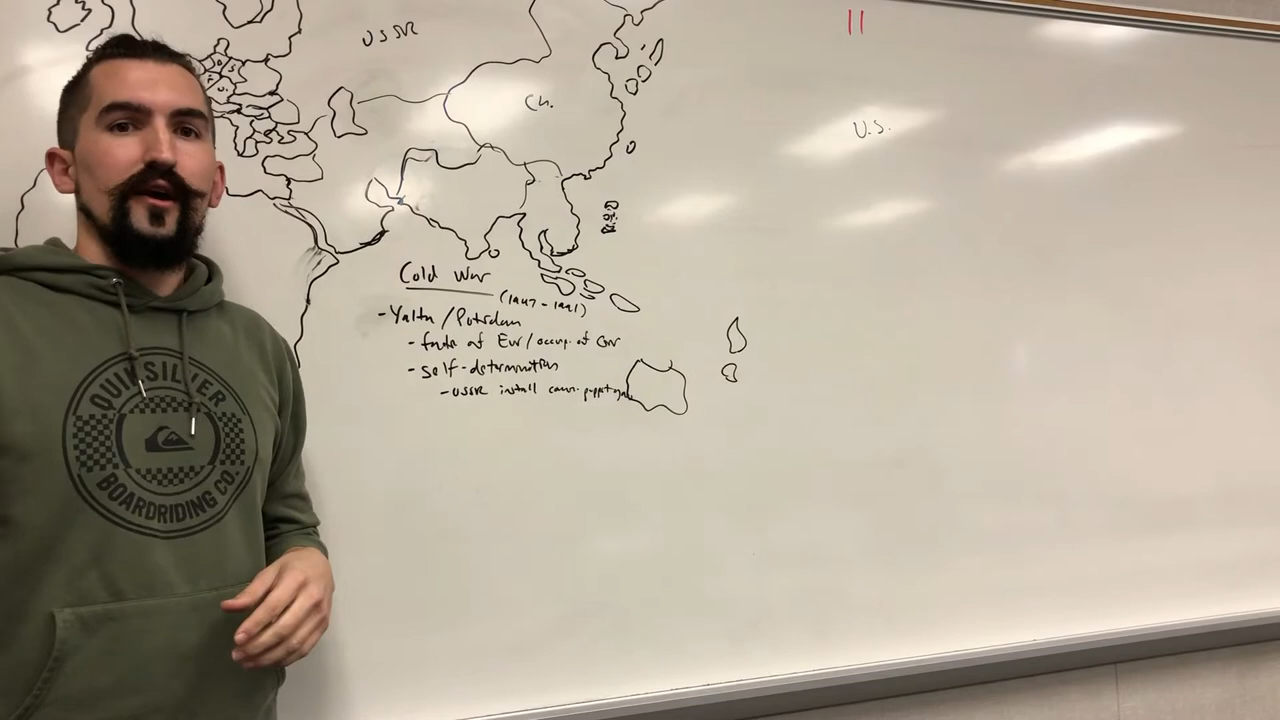 11
USSR
Ch.
U.S.
Cold War
(1947-1991)
- Yalta/Potsdam
- fate of Eur/occup. of Ger
- self-determination
- USSR install comm. puppet
QUIKSILVER
BOARDRIDING CO.